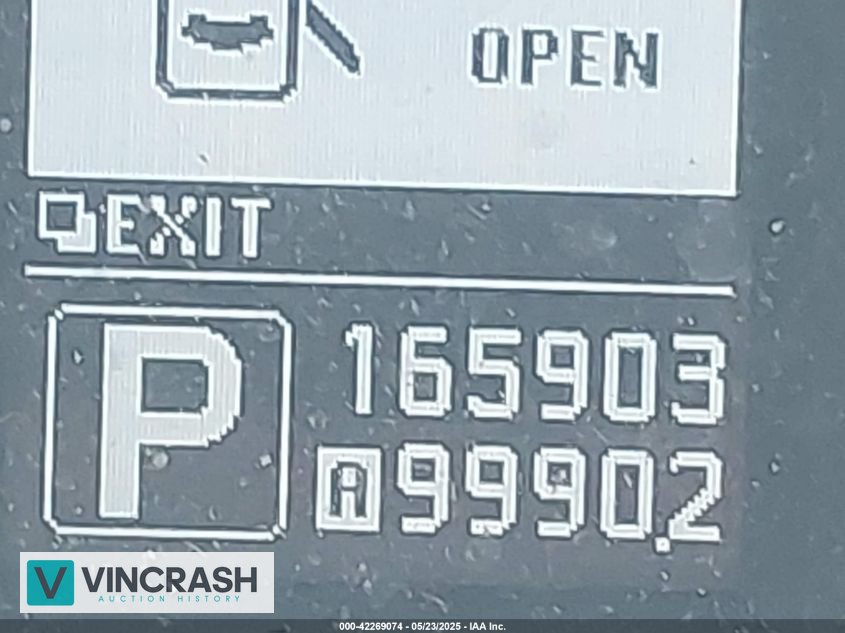 OPEN
EXIT
P
165903
A 9990.2
VINCRASH
AUCTION HISTORY
000-42269074 - 05/23/2025 - IAA Inc.